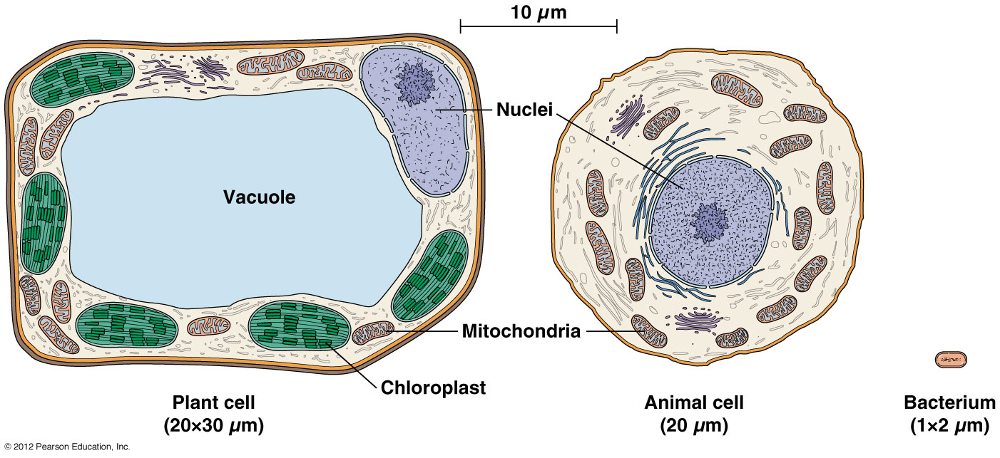 10 µm
Nuclei
Vacuole
Mitochondria
Chloroplast
Plant cell
(20×30 µm)
Animal cell
(20 µm)
Bacterium
(1×2 µm)
© 2012 Pearson Education, Inc.